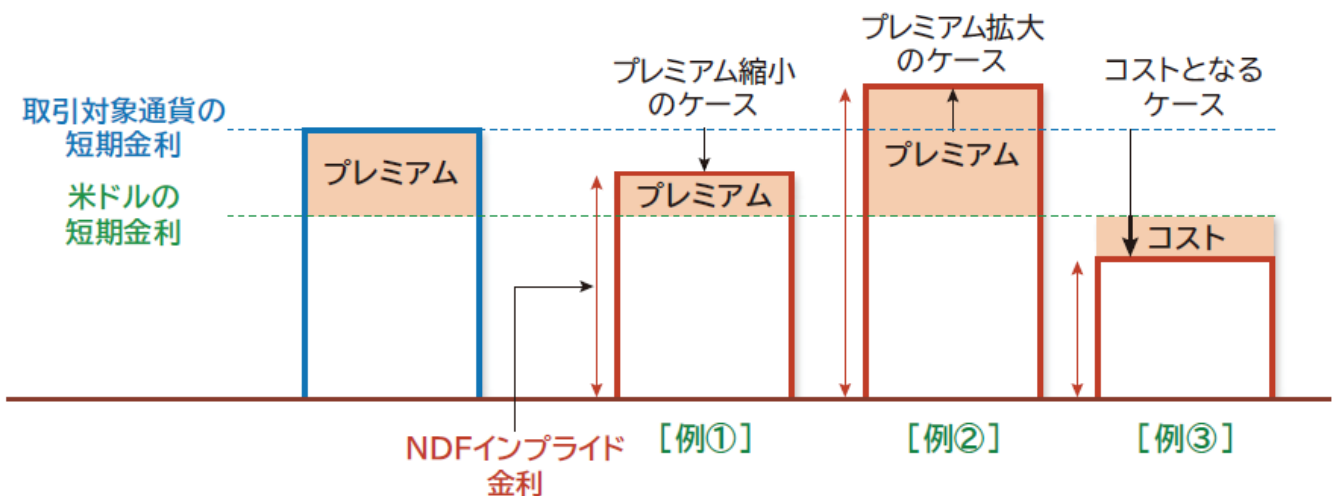 取引対象通貨の
短期金利
米ドルの
短期金利
プレミアム
プレミアム縮小
のケース
プレミアム
プレミアム拡大
のケース
プレミアム
コストとなる
ケース
コスト
NDFインプライド
金利
[例①]
[例②]
[例③]